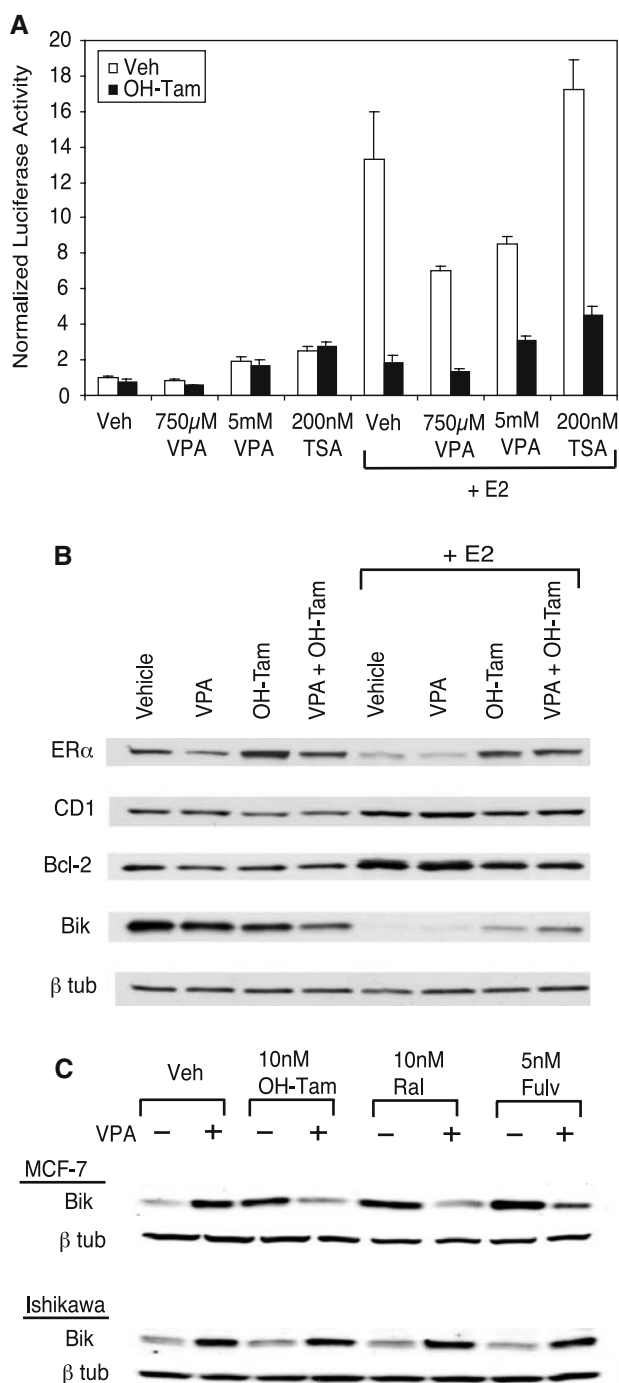 A
Normalized Luciferase Activity
20
18
16
14
12
10
8
6
4
2
0
Veh
OH-Tam
Veh 750µM VPA 5mM VPA 200nM TSA Veh 750µM VPA 5mM VPA 200nM TSA
+ E2
B
+ E2
Vehicle VPA OH-Tam VPA + OH-Tam Vehicle VPA OH-Tam VPA + OH-Tam
ERα
CD1
Bcl-2
Bik
β tub
C
Veh 10nM OH-Tam 10nM Ral 5nM Fulv
VPA − + − + − + − +
MCF-7
Bik
β tub
Ishikawa
Bik
β tub